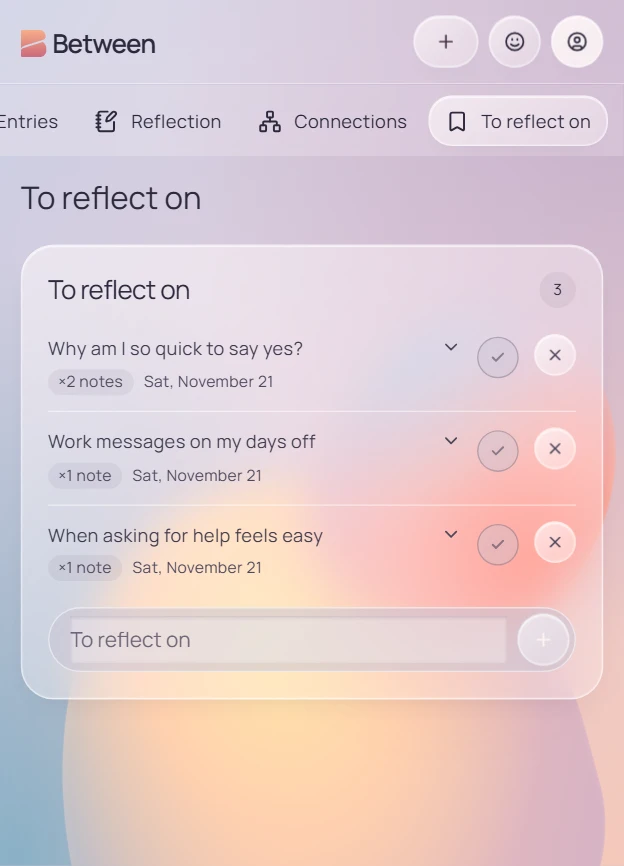 Between
Entries
Reflection
Connections
To reflect on
To reflect on
To reflect on
3
Why am I so quick to say yes?
×2 notes Sat, November 21
Work messages on my days off
×1 note Sat, November 21
When asking for help feels easy
×1 note Sat, November 21
To reflect on